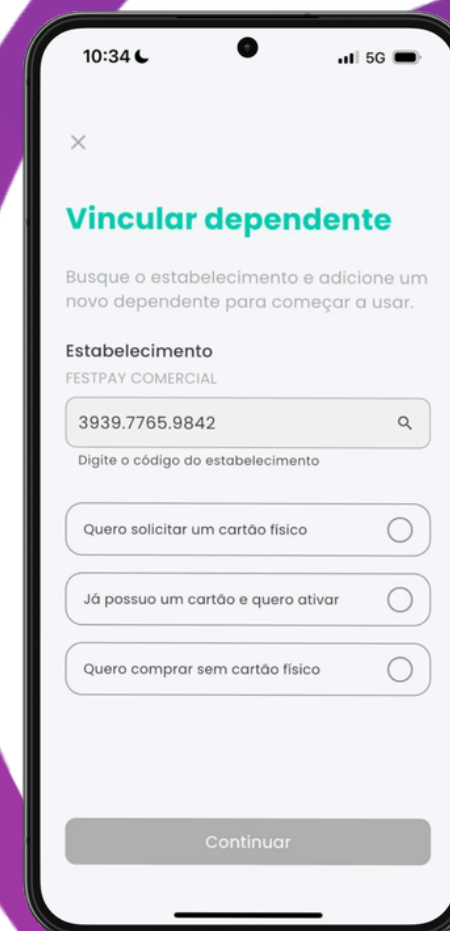 10:34
5G
Vincular dependente
Busque o estabelecimento e adicione um
novo dependente para começar a usar.
Estabelecimento
FESTPAY COMERCIAL
3939.7765.9842
Digite o código do estabelecimento
Quero solicitar um cartão físico
Já possuo um cartão e quero ativar
Quero comprar sem cartão físico
Continuar